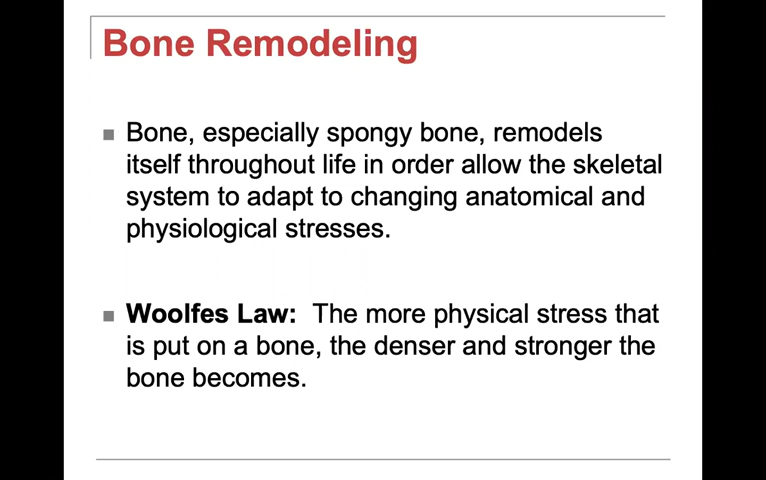 Bone Remodeling
Bone, especially spongy bone, remodels
itself throughout life in order allow the skeletal
system to adapt to changing anatomical and
physiological stresses.
Woolfes Law: The more physical stress that
is put on a bone, the denser and stronger the
bone becomes.